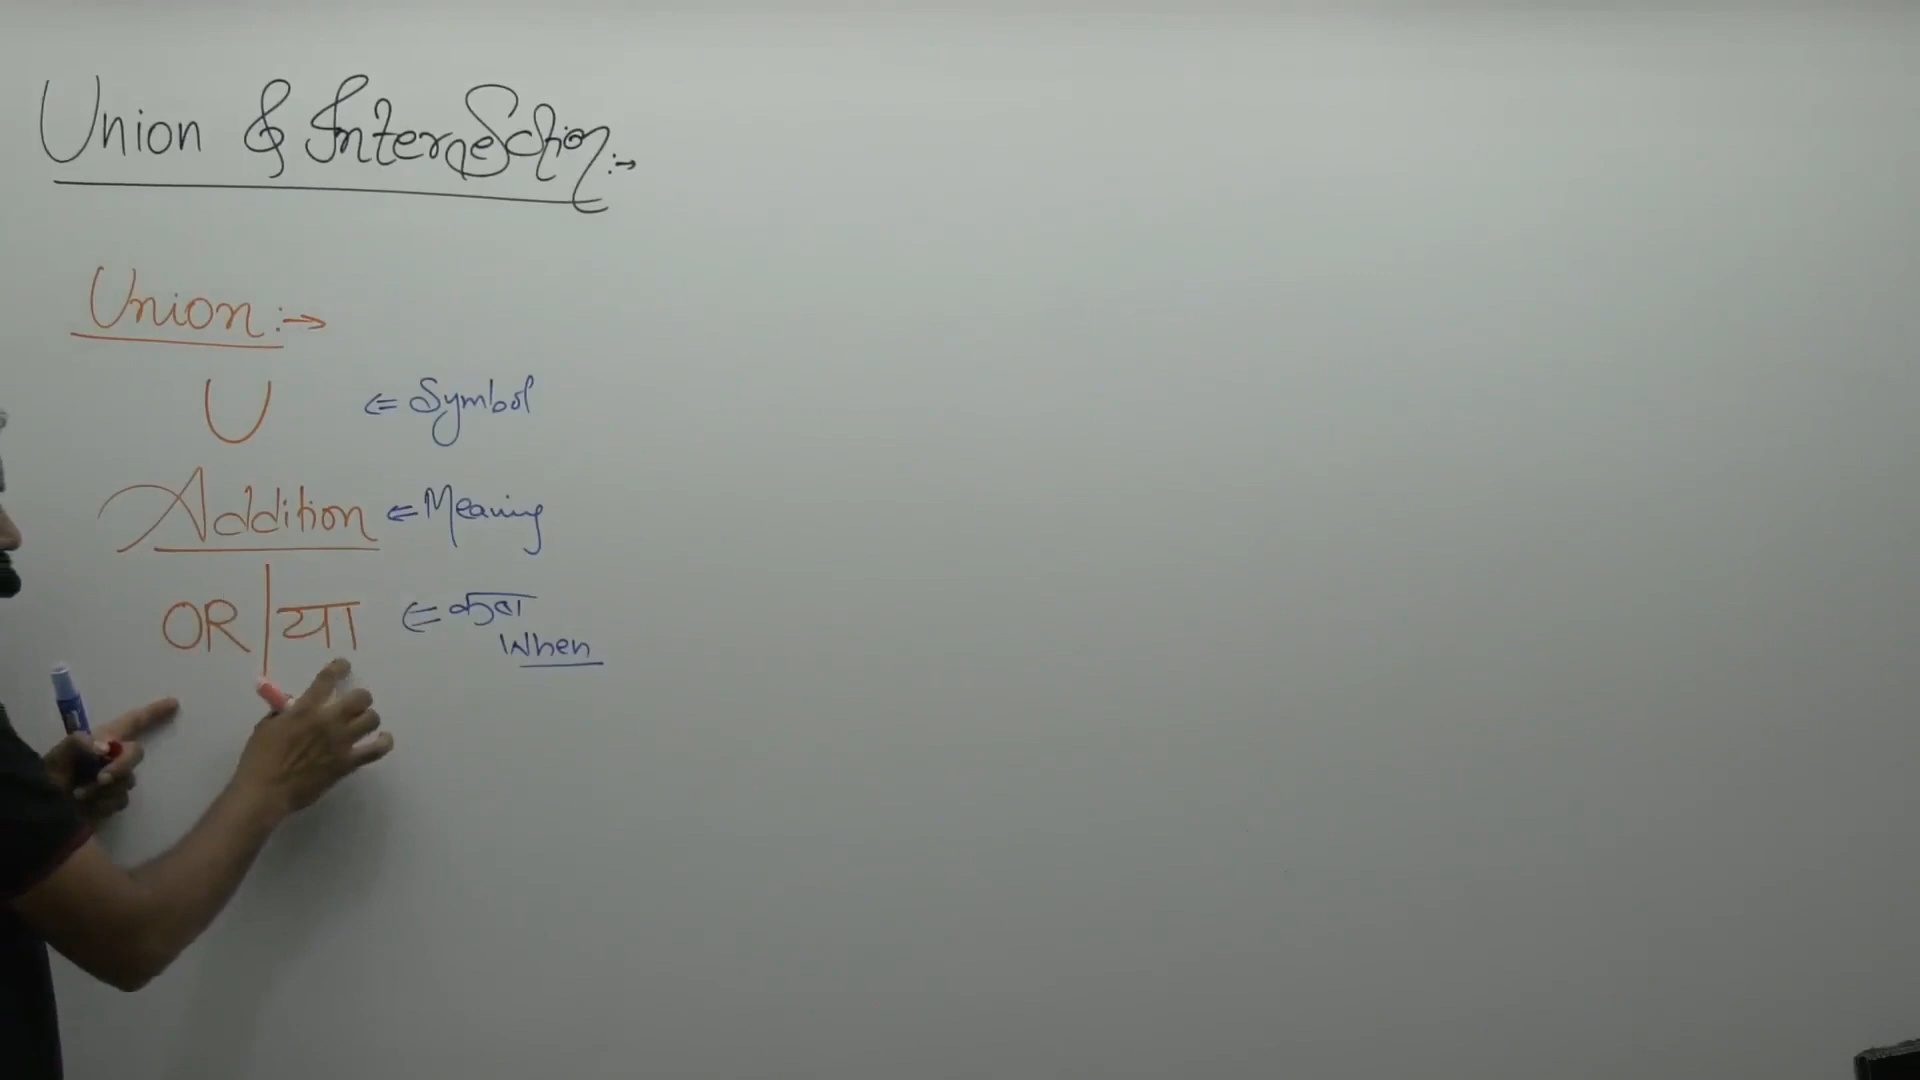 Union & Intersection :→
Union :→
∪ ⇐ Symbol
Addition ⇐ Meaning
OR | या ⇐ कब
When